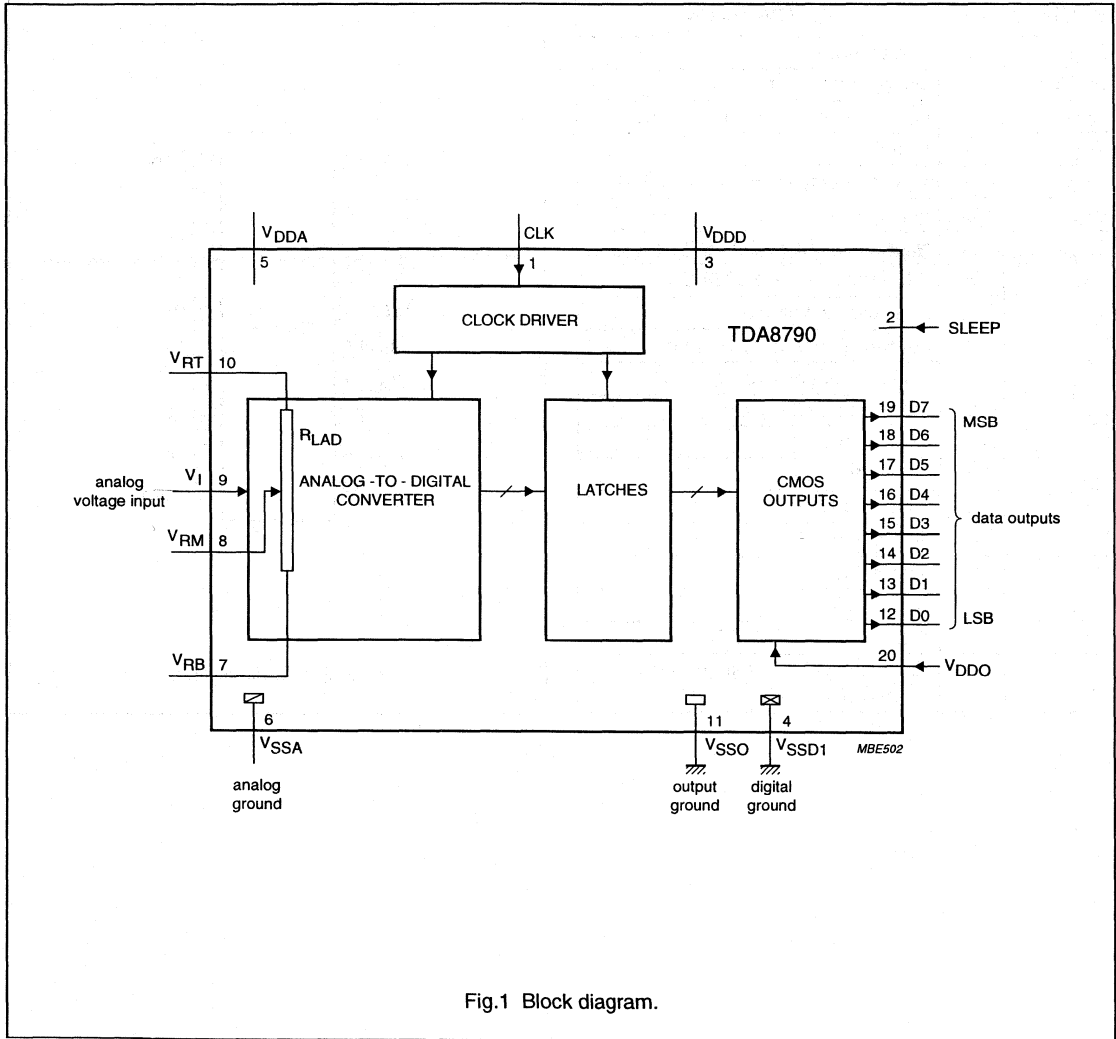 VDDA
CLK
VDDD
5
1
3
CLOCK DRIVER
TDA8790
2
SLEEP
VRT
10
RLAD
VI
9
analog
voltage input
ANALOG -TO - DIGITAL
CONVERTER
LATCHES
CMOS
OUTPUTS
VRM
8
19 D7
MSB
18 D6
17 D5
16 D4
15 D3
data outputs
14 D2
13 D1
12 D0
LSB
VRB
7
20
VDDO
6
VSSA
analog
ground
11
VSSO
output
ground
4
VSSD1
digital
ground
MBE502
Fig.1 Block diagram.